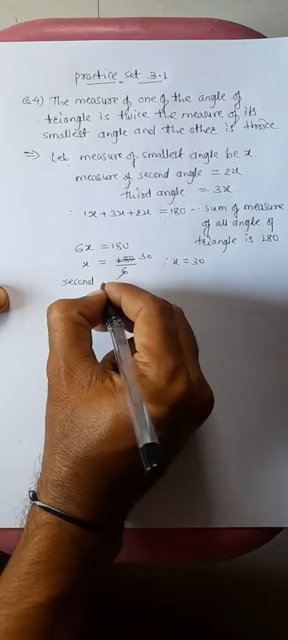 practice set 3.1
Q.4) The measure of one of the angle of
triangle is twice the measure of its
smallest angle and the other is thrice
⇒ Let measure of smallest angle be x.
measure of second angle = 2x
third angle = 3x.
∴ 1x + 3x + 2x = 180 -- sum of measure
of all angle of
triangle is 180
6x = 180
x = 180/6 30 ∴ x = 30
second